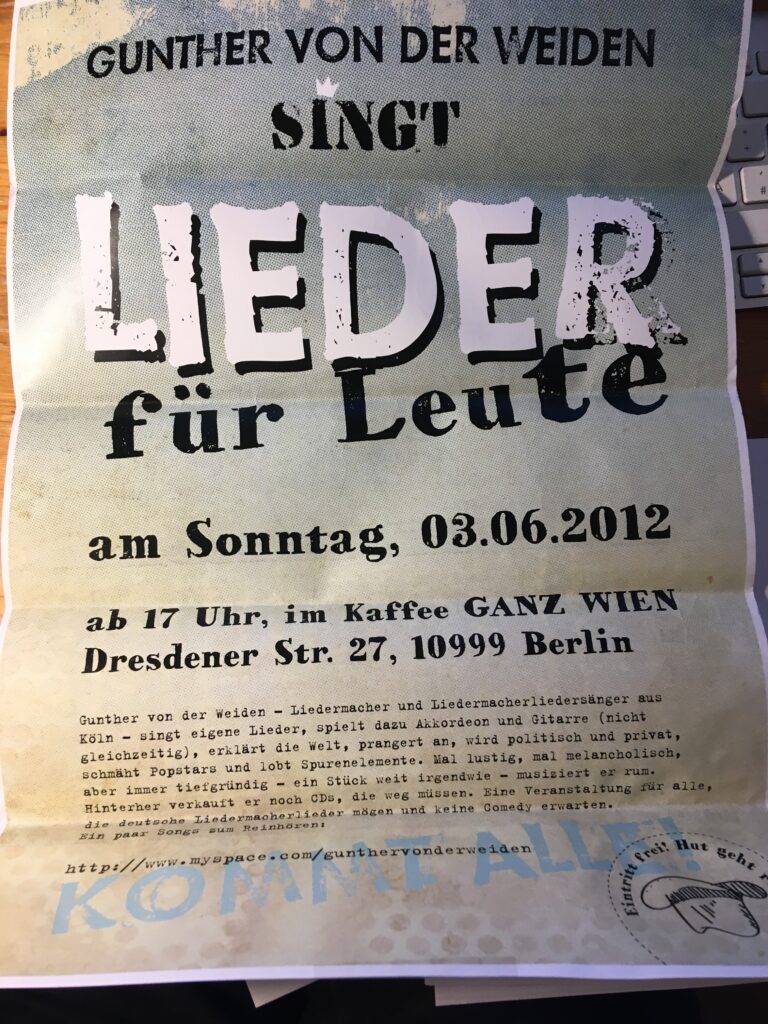 GUNTHER VON DER WEIDEN
SINGT
LIEDER
für Leute
am Sonntag, 03.06.2012
ab 17 Uhr, im Kaffee GANZ WIEN
Dresdener Str. 27, 10999 Berlin
Gunther von der Weiden – Liedermacher und Liedermacherliedersänger aus
Köln – singt eigene Lieder, spielt dazu Akkordeon und Gitarre (nicht
gleichzeitig), erklärt die Welt, prangert an, wird politisch und privat,
schmäht Popstars und lobt Spurenelemente. Mal lustig, mal melancholisch,
aber immer tiefgründig – ein Stück weit irgendwie – musiziert er rum.
Hinterher verkauft er noch CDs, die weg müssen. Eine Veranstaltung für alle,
die deutsche Liedermacherlieder mögen und keine Comedy erwarten.
Ein paar Songs zum Reinhören:
http://www.myspace.com/gunthervonderweiden
KOMMT ALLE!
Eintritt frei! Hut geht
#